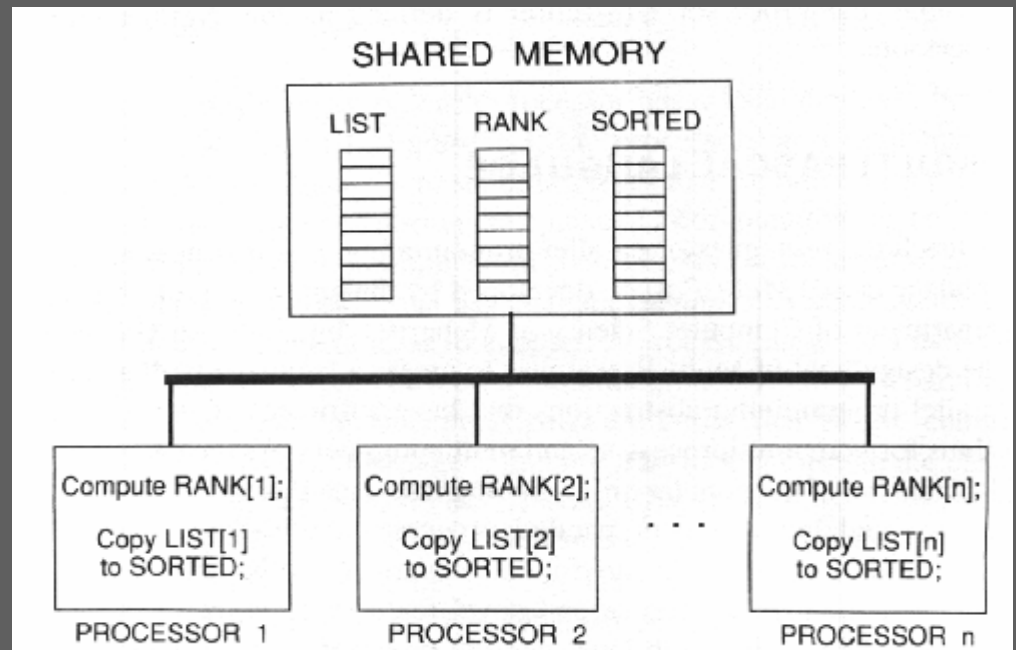 SHARED MEMORY
LIST RANK SORTED
Compute RANK[1];
Copy LIST[1]
to SORTED;
PROCESSOR 1
Compute RANK[2];
Copy LIST[2]
to SORTED;
PROCESSOR 2
. . .
Compute RANK[n];
Copy LIST[n]
to SORTED;
PROCESSOR n